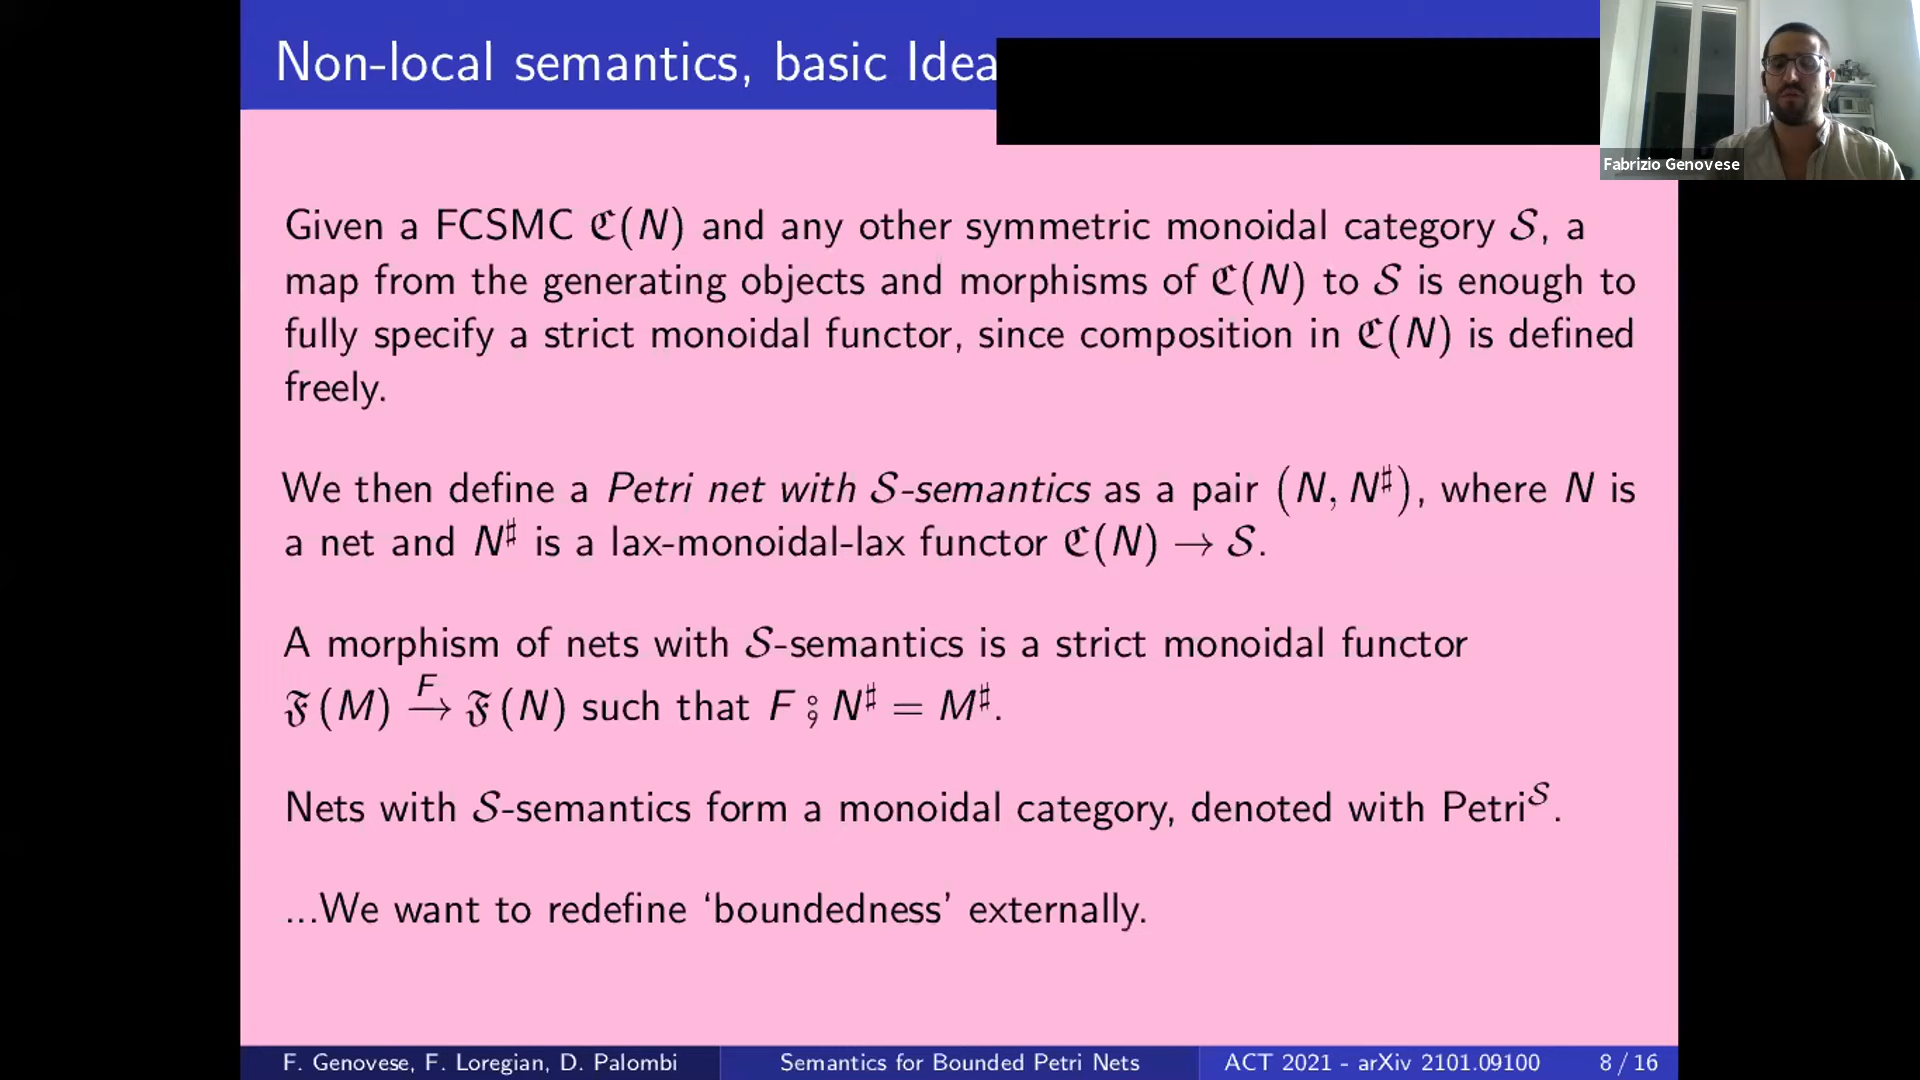 Non-local semantics, basic Idea
Fabrizio Genovese
Given a FCSMC ℭ(N) and any other symmetric monoidal category 𝒮, a
map from the generating objects and morphisms of ℭ(N) to 𝒮 is enough to
fully specify a strict monoidal functor, since composition in ℭ(N) is defined
freely.
We then define a Petri net with 𝒮-semantics as a pair (N, N♯), where N is
a net and N♯ is a lax-monoidal-lax functor ℭ(N) → 𝒮.
A morphism of nets with 𝒮-semantics is a strict monoidal functor
𝔉(M) F→ 𝔉(N) such that F ⨟ N♯ = M♯.
Nets with 𝒮-semantics form a monoidal category, denoted with Petri^𝒮.
...We want to redefine ‘boundedness’ externally.
F. Genovese, F. Loregian, D. Palombi Semantics for Bounded Petri Nets ACT 2021 - arXiv 2101.09100 8 / 16